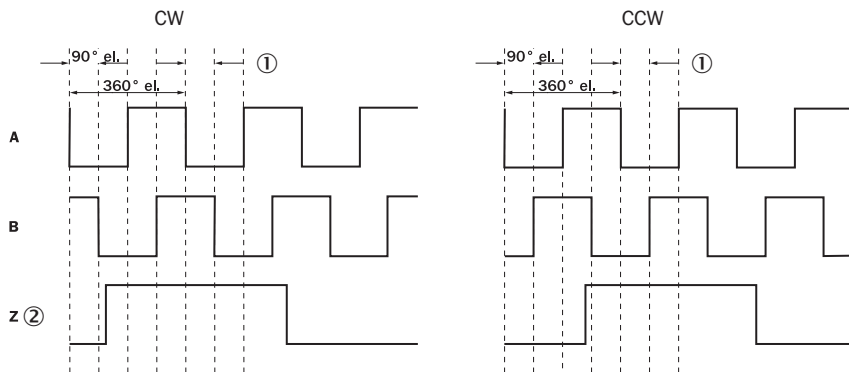 CW CCW
90° el. ① 90° el. ①
360° el. 360° el.
A
B
Z ②